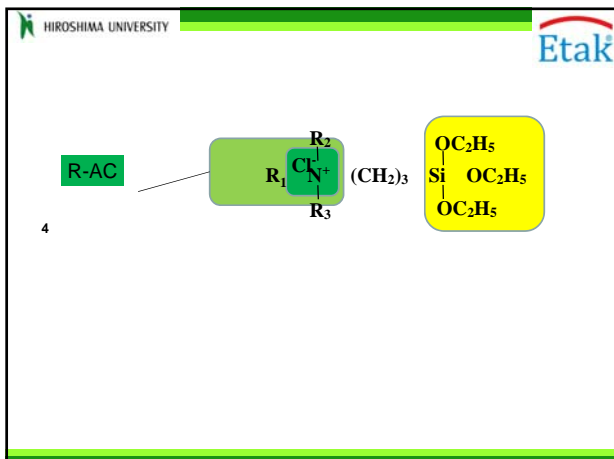 HIROSHIMA UNIVERSITY
Etak®
R-AC
R₂
Cl⁻
R₁ N⁺ (CH₂)₃ Si OC₂H₅
R₃
OC₂H₅
OC₂H₅
4